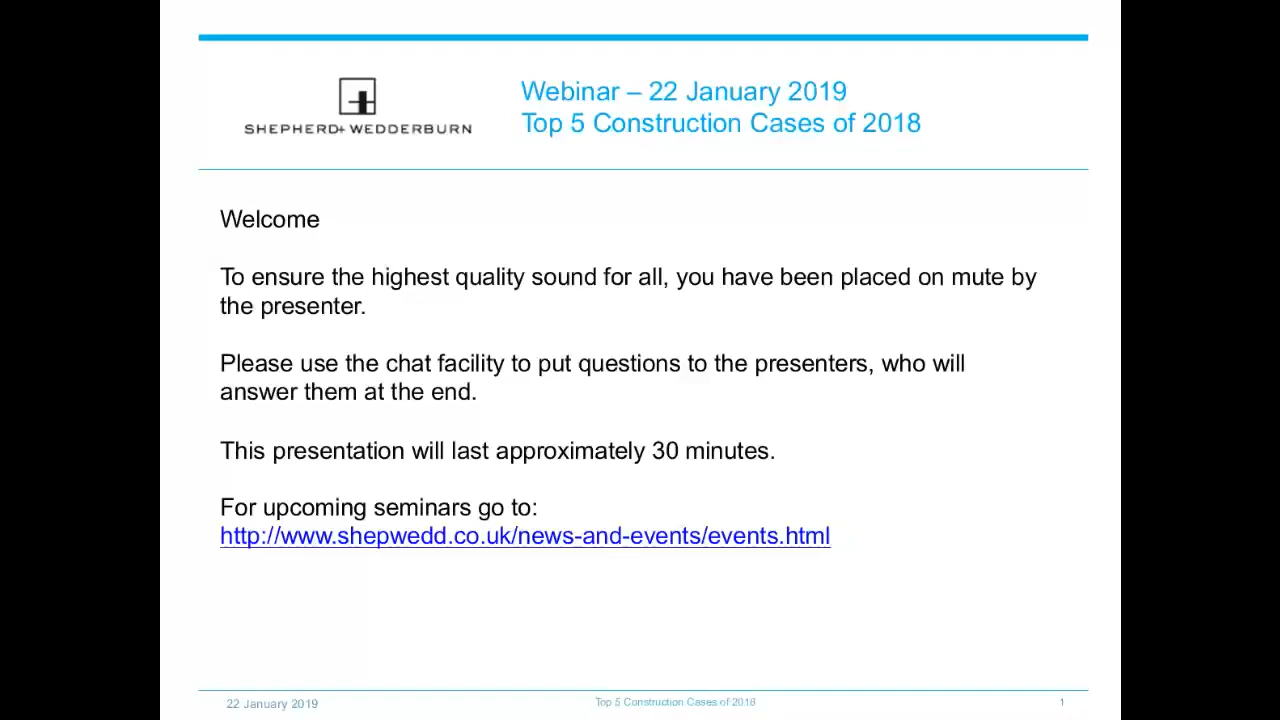 Webinar – 22 January 2019
Top 5 Construction Cases of 2018
SHEPHERD+ WEDDERBURN
Welcome
To ensure the highest quality sound for all, you have been placed on mute by
the presenter.
Please use the chat facility to put questions to the presenters, who will
answer them at the end.
This presentation will last approximately 30 minutes.
For upcoming seminars go to:
http://www.shepwedd.co.uk/news-and-events/events.html
22 January 2019
Top 5 Construction Cases of 2018
1